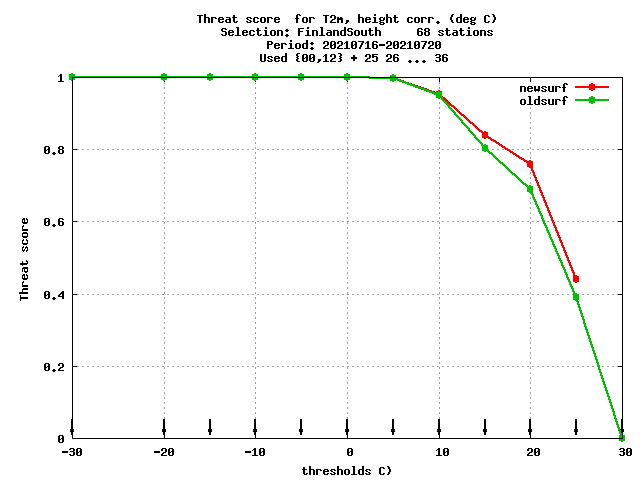 Threat score  for T2m, height corr. (deg C)
Selection: FinlandSouth     68 stations
Period: 20210716-20210720
Used {00,12} + 25 26 ... 36
newsurf
oldsurf
1
0.8
0.6
0.4
0.2
0
Threat score
-30 -20 -10 0 10 20 30
thresholds C)